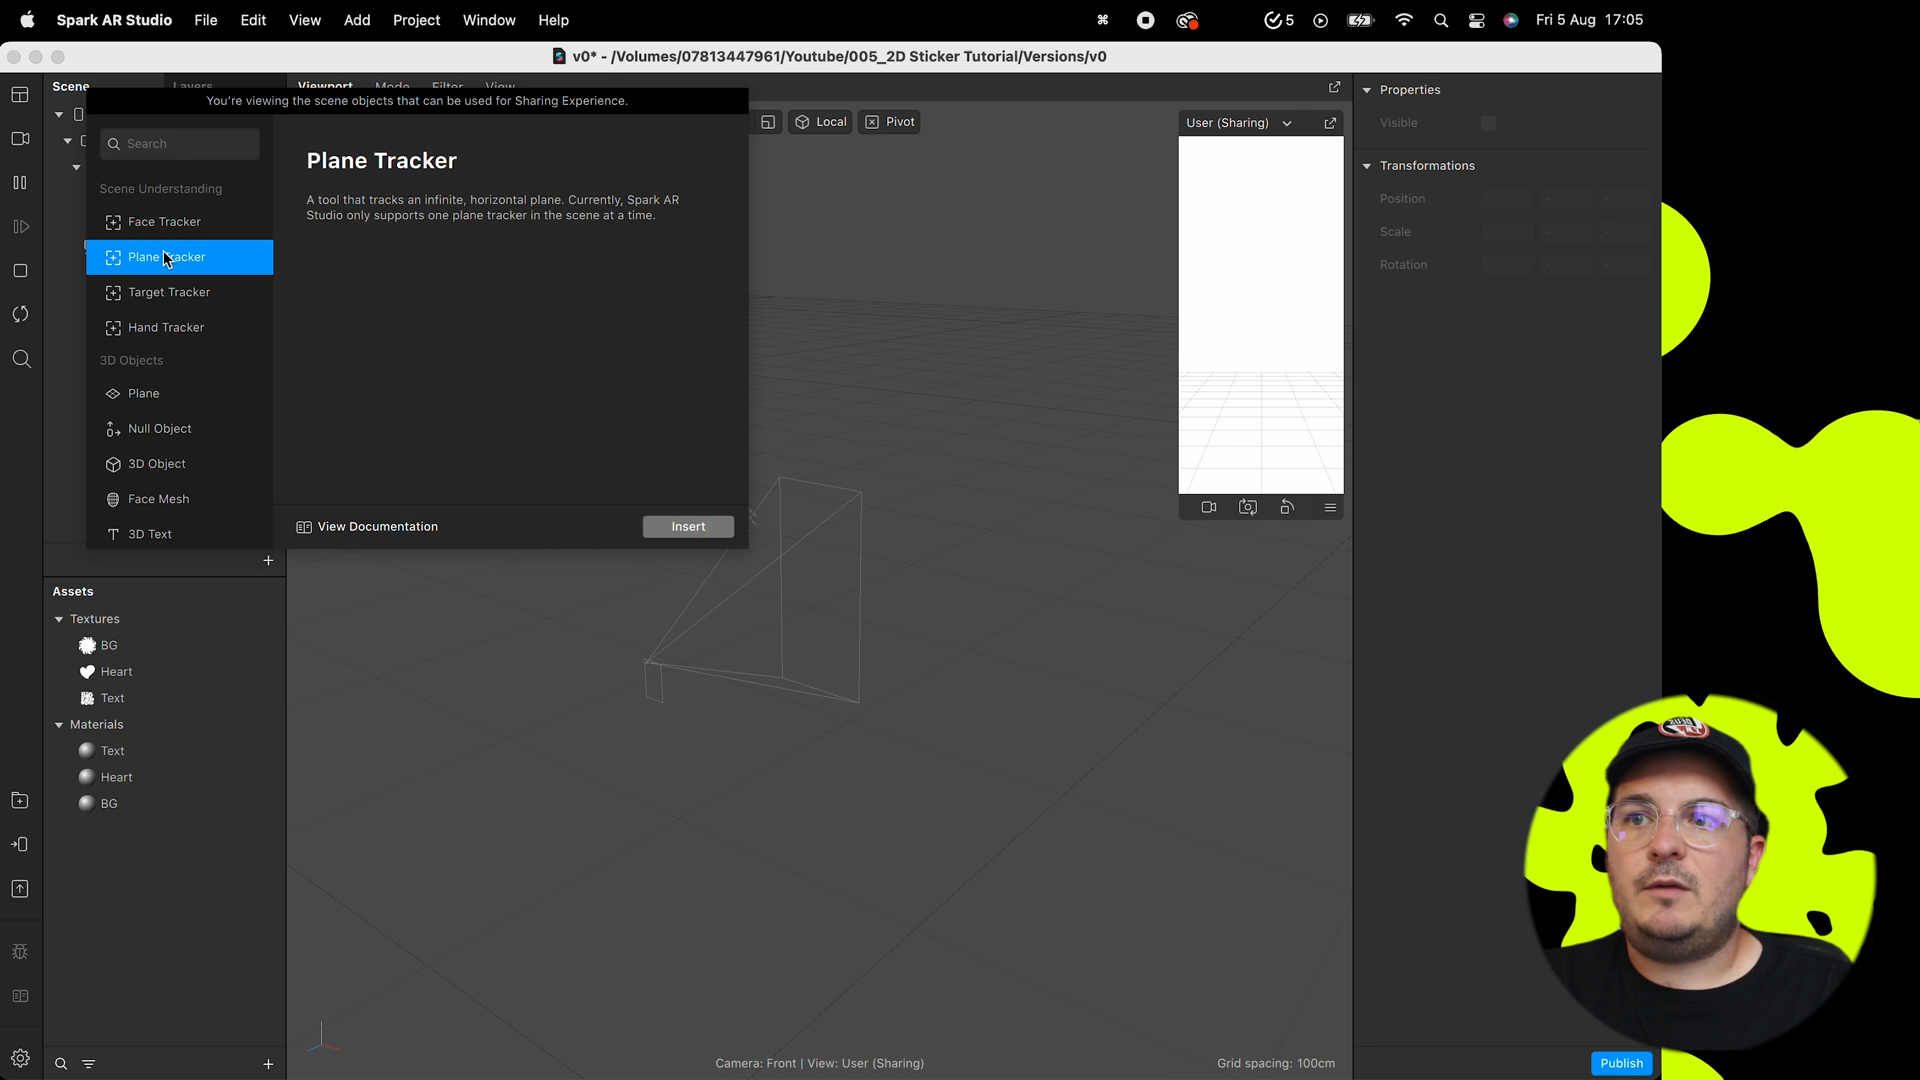 Spark AR Studio File Edit View Add Project Window Help
5 Fri 5 Aug 17:05
v0* - /Volumes/07813447961/Youtube/005_2D Sticker Tutorial/Versions/v0
Scene Layers
Viewport Mode Filter View
You're viewing the scene objects that can be used for Sharing Experience.
Search
Scene Understanding
Face Tracker
Plane Tracker
Target Tracker
Hand Tracker
3D Objects
Plane
Null Object
3D Object
Face Mesh
3D Text
Plane Tracker
A tool that tracks an infinite, horizontal plane. Currently, Spark AR
Studio only supports one plane tracker in the scene at a time.
View Documentation
Insert
Local
Pivot
User (Sharing)
Properties
Visible
Transformations
Position
Scale
Rotation
Assets
Textures
BG
Heart
Text
Materials
Text
Heart
BG
Camera: Front | View: User (Sharing)
Grid spacing: 100cm
Publish